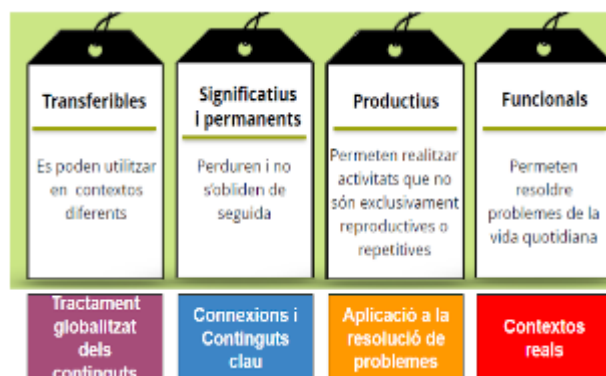 Transferibles
Es poden utilitzar
en contextos
diferents
Significatius
i permanents
Perduren i no
s'obliden de
seguida
Productius
Permeten realitzar
activitats que no
són exclusivament
reproductives o
repetitives
Funcionals
Permeten
resoldre
problemes de la
vida quotidiana
Tractament
globalitzat
dels
continguts
Connexions i
Continguts
clau
Aplicació a la
resolució de
problemes
Contextos
reals